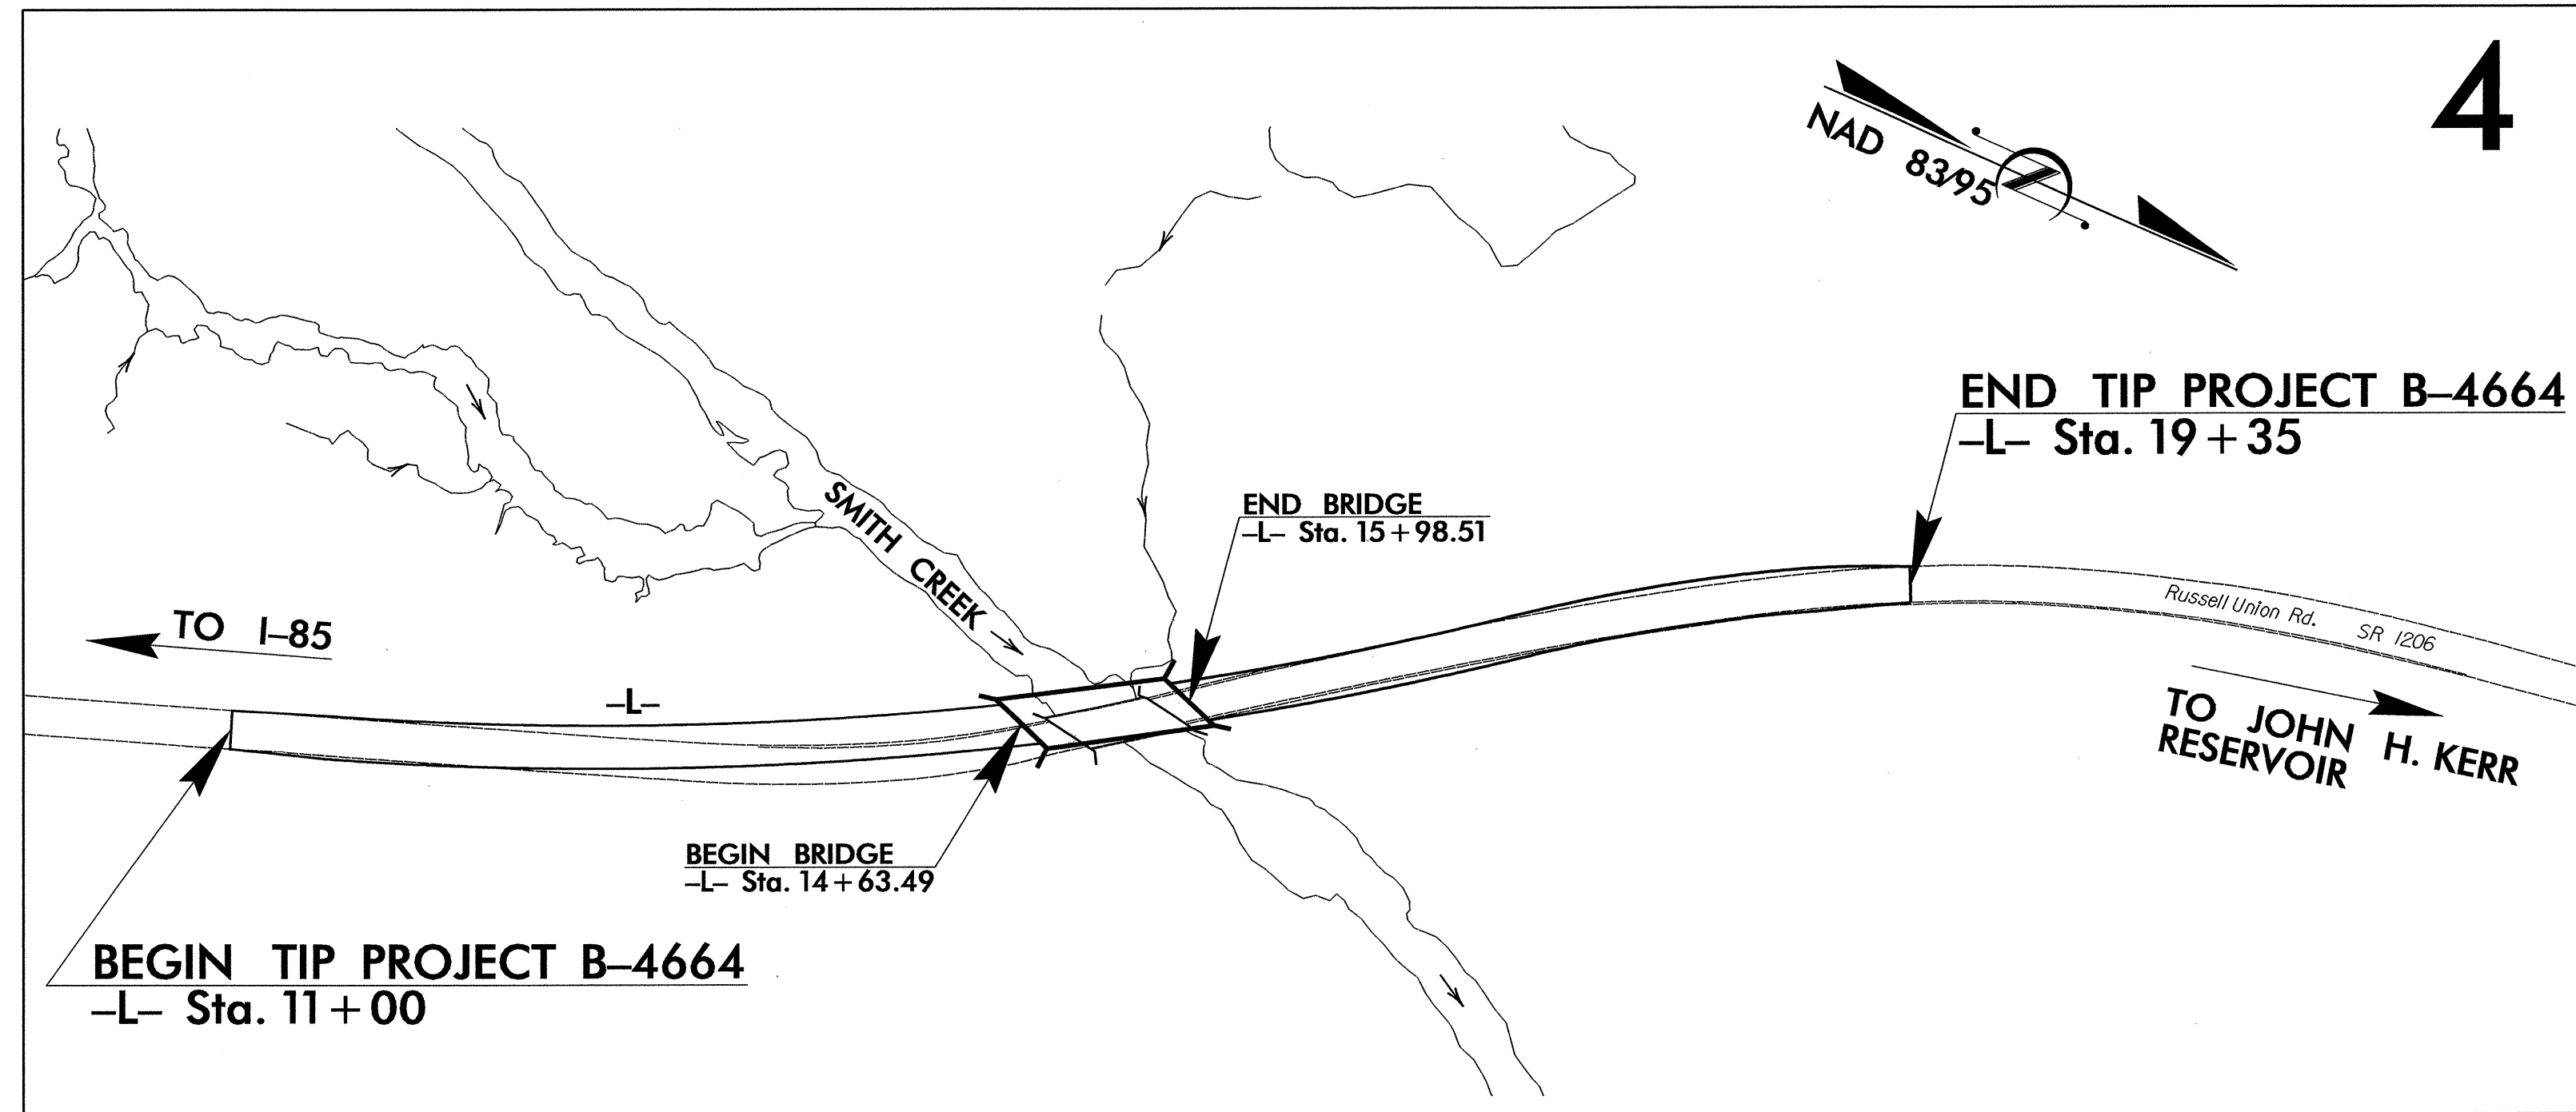 4
NAD 83/95
END TIP PROJECT B–4664
–L– Sta. 19+35
END BRIDGE
–L– Sta. 15+98.51
SMITH CREEK
Russell Union Rd. SR 1206
TO I–85
–L–
TO JOHN H. KERR
RESERVOIR
BEGIN BRIDGE
–L– Sta. 14+63.49
BEGIN TIP PROJECT B–4664
–L– Sta. 11+00